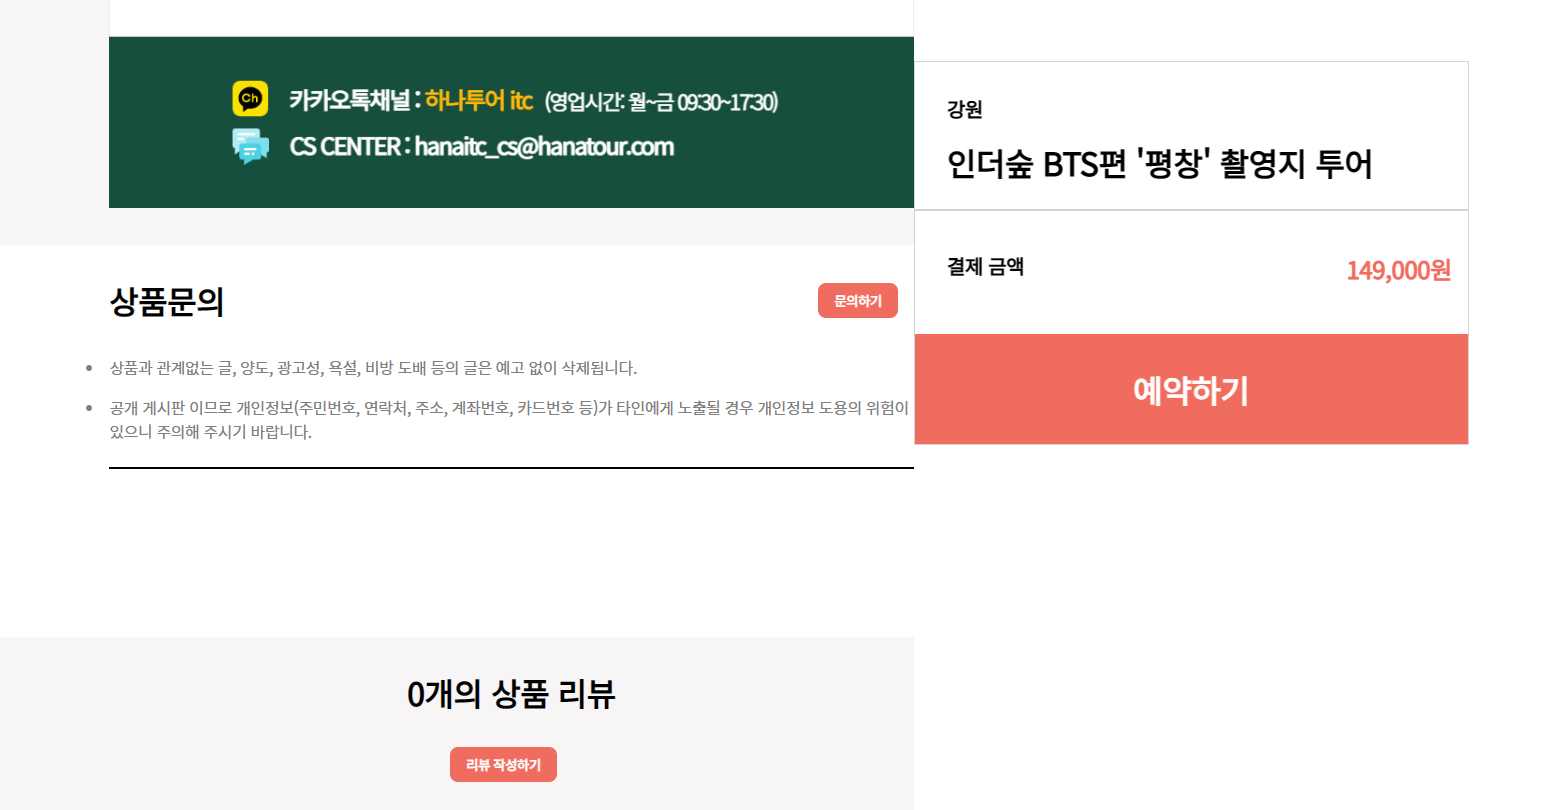 Ch 카카오톡채널 : 하나투어 itc (영업시간: 월~금 09:30~17:30)
CS CENTER : hanaitc_cs@hanatour.com
상품문의
문의하기
상품과 관계없는 글, 양도, 광고성, 욕설, 비방 도배 등의 글은 예고 없이 삭제됩니다.
공개 게시판 이므로 개인정보(주민번호, 연락처, 주소, 계좌번호, 카드번호 등)가 타인에게 노출될 경우 개인정보 도용의 위험이
있으니 주의해 주시기 바랍니다.
0개의 상품 리뷰
리뷰 작성하기
강원
인더숲 BTS편 '평창' 촬영지 투어
결제 금액
149,000원
예약하기